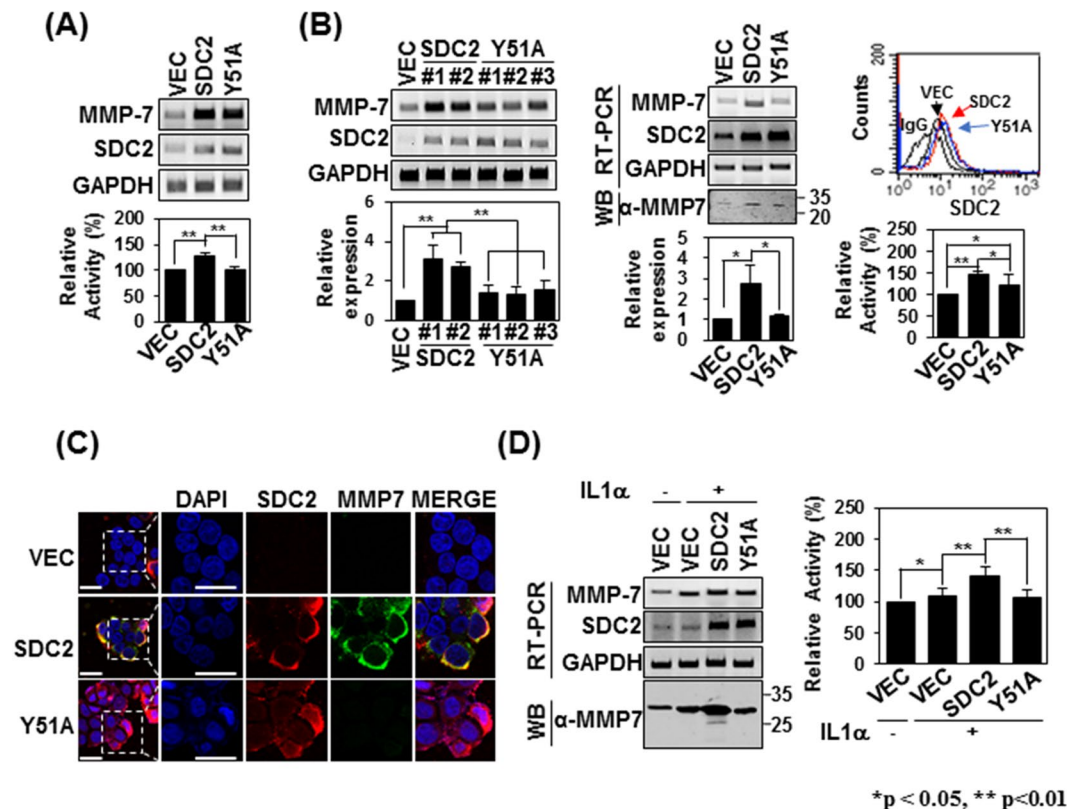 (A)
VEC
SDC2
Y51A
MMP-7
SDC2
GAPDH
Relative
Activity (%)
150
100
50
0
**
**
VEC
SDC2
Y51A
(B)
VEC
SDC2 Y51A
#1 #2 #1 #2 #3
MMP-7
SDC2
GAPDH
Relative
expression
6
4
2
0
**
**
VEC
#1 #2 #1 #2 #3
SDC2 Y51A
VEC
SDC2
Y51A
RT-PCR
MMP-7
SDC2
GAPDH
WB
α-MMP7
35
20
Relative
expression
5
4
3
2
1
0
*
*
VEC
SDC2
Y51A
Counts
200
0
VEC
SDC2
IgG
Y51A
10⁰ 10¹ 10² 10³
SDC2
Relative
Activity (%)
250
200
150
100
50
0
*
**
*
VEC
SDC2
Y51A
(C)
DAPI SDC2 MMP7 MERGE
VEC
SDC2
Y51A
(D)
IL1α - +
VEC
VEC
SDC2
Y51A
RT-PCR
MMP-7
SDC2
GAPDH
WB
α-MMP7
35
25
Relative Activity (%)
250
200
150
100
50
0
*
**
**
VEC
VEC
SDC2
Y51A
IL1α - +
*p < 0.05, ** p<0.01